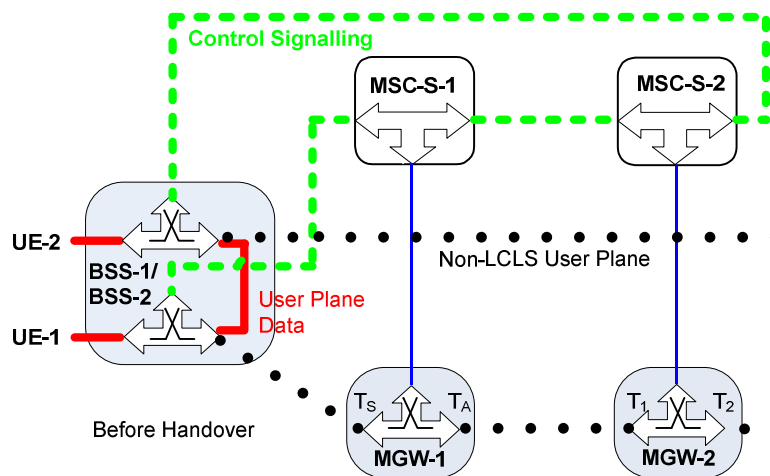 Control Signalling
MSC-S-1
MSC-S-2
UE-2
BSS-1/
BSS-2
Non-LCLS User Plane
User Plane
Data
UE-1
Before Handover
TS
TA
T1
T2
MGW-1
MGW-2